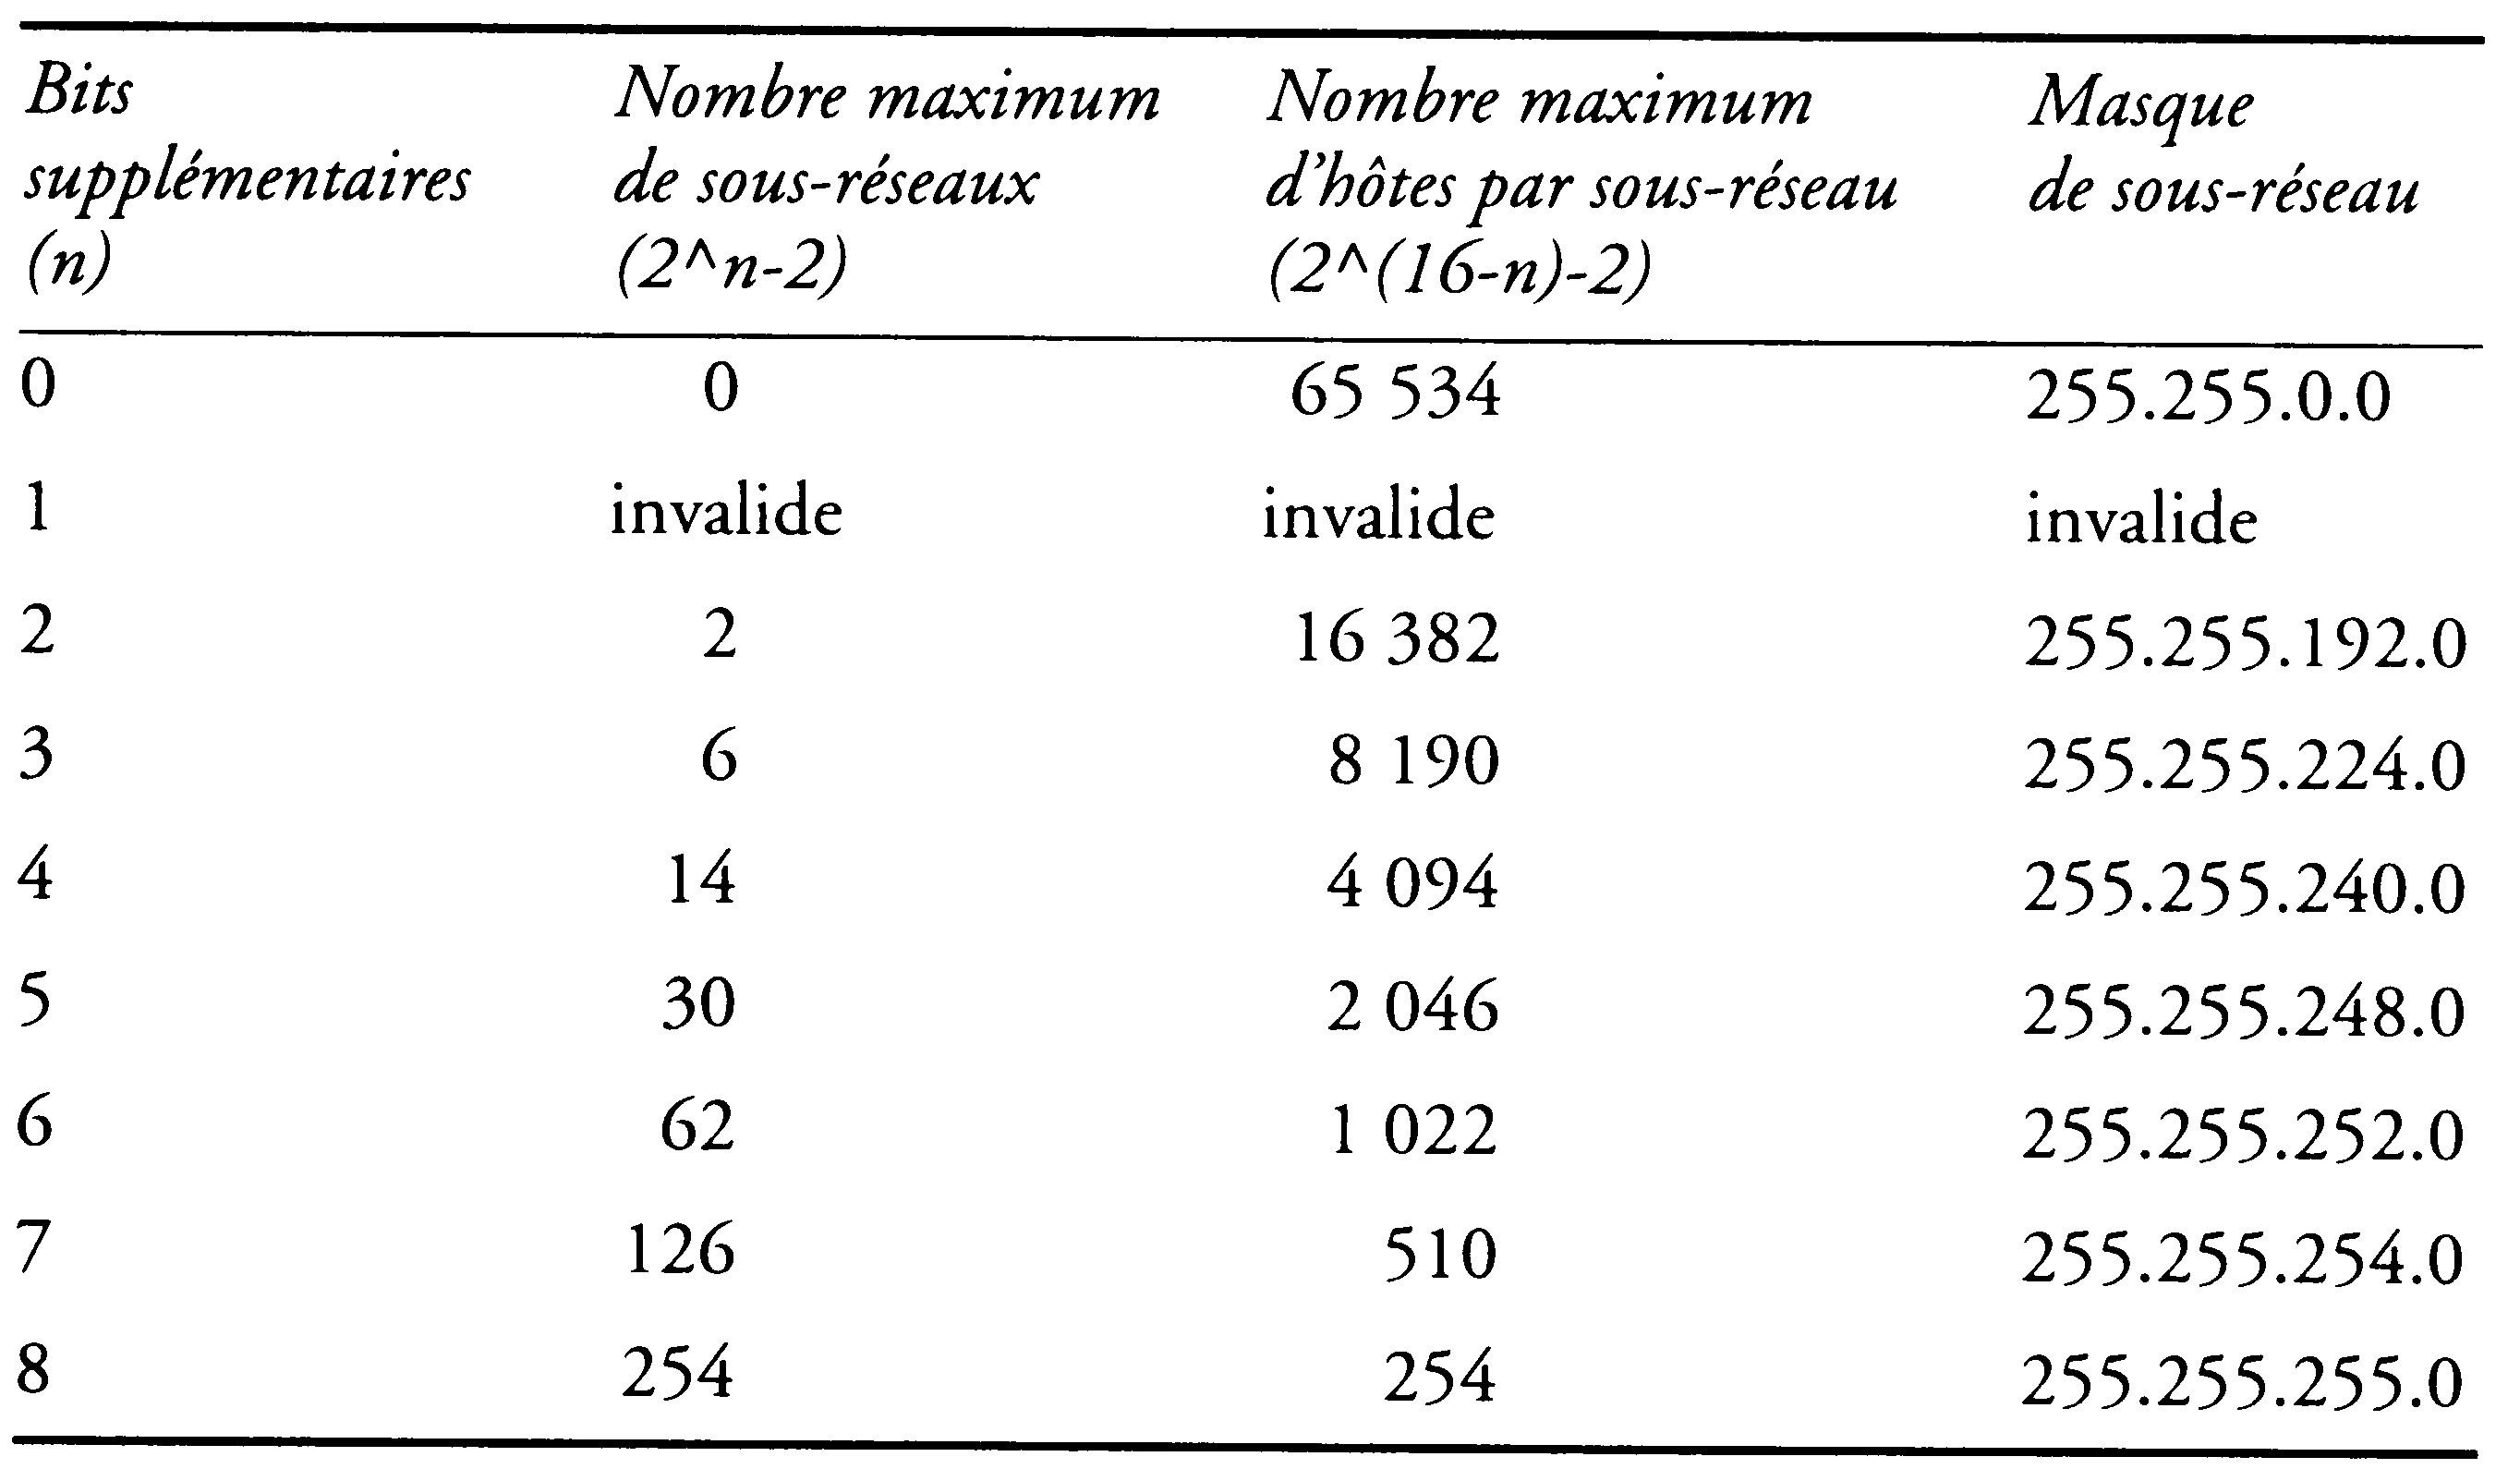 Bits supplémentaires (n) Nombre maximum de sous-réseaux (2^n-2) Nombre maximum d'hôtes par sous-réseau (2^(16-n)-2) Masque de sous-réseau
0 0 65 534 255.255.0.0
1 invalide invalide invalide
2 2 16 382 255.255.192.0
3 6 8 190 255.255.224.0
4 14 4 094 255.255.240.0
5 30 2 046 255.255.248.0
6 62 1 022 255.255.252.0
7 126 510 255.255.254.0
8 254 254 255.255.255.0